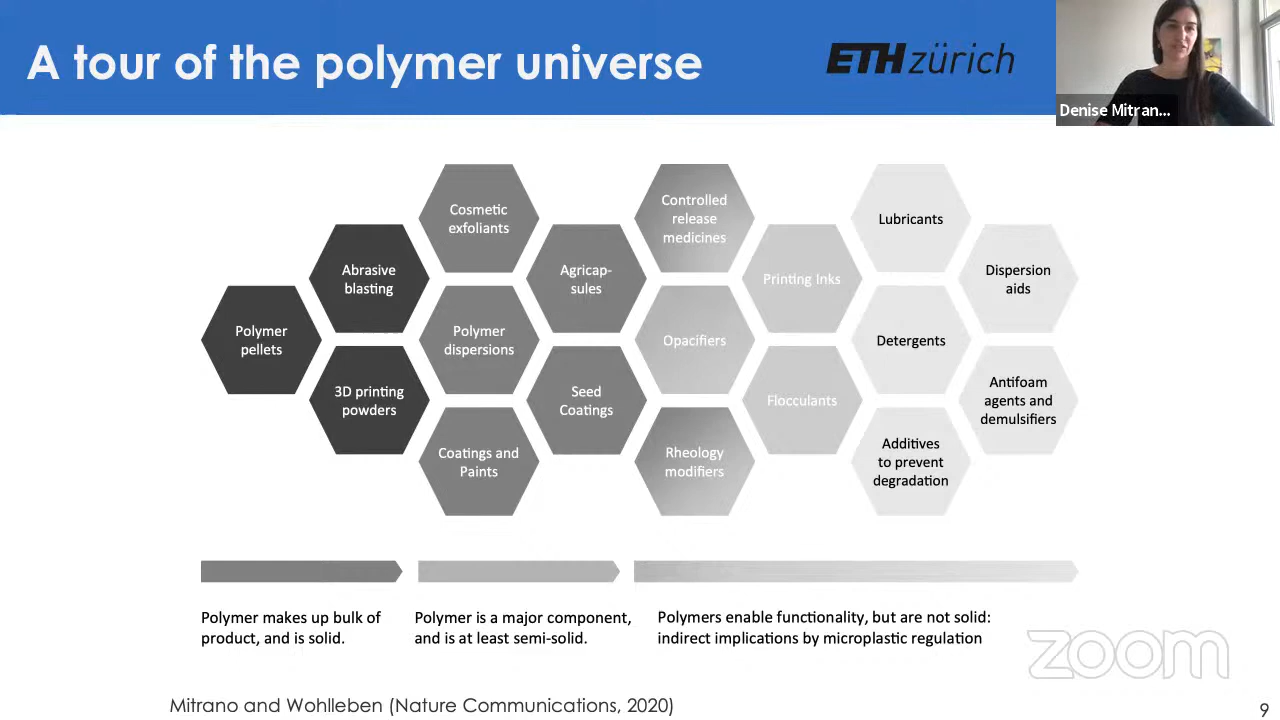 A tour of the polymer universe
ETH zürich
Denise Mitran...
Polymer
pellets
Abrasive
blasting
3D printing
powders
Cosmetic
exfoliants
Polymer
dispersions
Coatings and
Paints
Agricap-
sules
Seed
Coatings
Controlled
release
medicines
Opacifiers
Rheology
modifiers
Printing Inks
Flocculants
Lubricants
Detergents
Additives
to prevent
degradation
Dispersion
aids
Antifoam
agents and
demulsifiers
Polymer makes up bulk of
product, and is solid.
Polymer is a major component,
and is at least semi-solid.
Polymers enable functionality, but are not solid:
indirect implications by microplastic regulation
zoom
Mitrano and Wohlleben (Nature Communications, 2020)
9